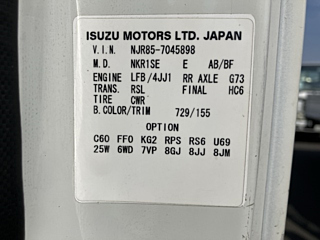 ISUZU MOTORS LTD. JAPAN
V.I.N. NJR85-7045898
M.D. NKR1SE E AB/BF
ENGINE LFB/4JJ1 RR AXLE G73
TRANS. RSL FINAL HC6
TIRE CWR
B.COLOR/TRIM 729/155
OPTION
C60 FF0 KG2 RPS RS6 U69
25W 6WD 7VP 8GJ 8JJ 8JM